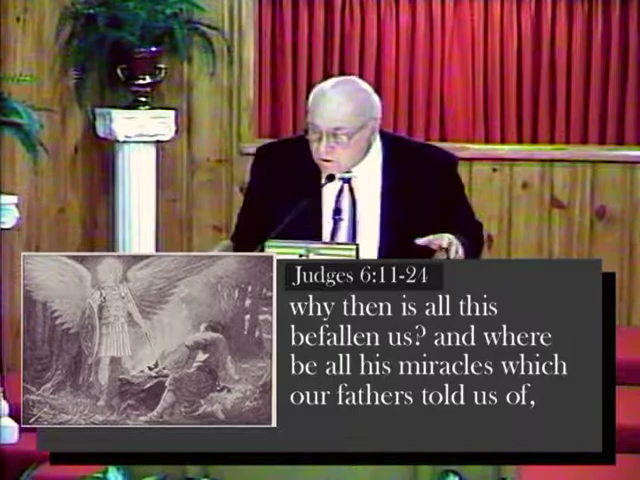 Judges 6:11-24
why then is all this
befallen us? and where
be all his miracles which
our fathers told us of,